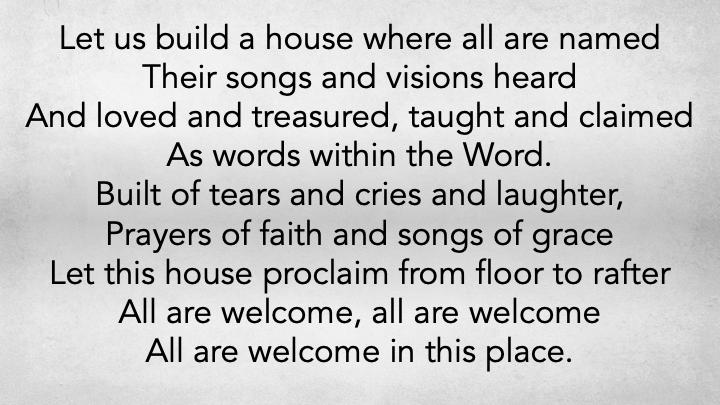 Let us build a house where all are named
Their songs and visions heard
And loved and treasured, taught and claimed
As words within the Word.
Built of tears and cries and laughter,
Prayers of faith and songs of grace
Let this house proclaim from floor to rafter
All are welcome, all are welcome
All are welcome in this place.